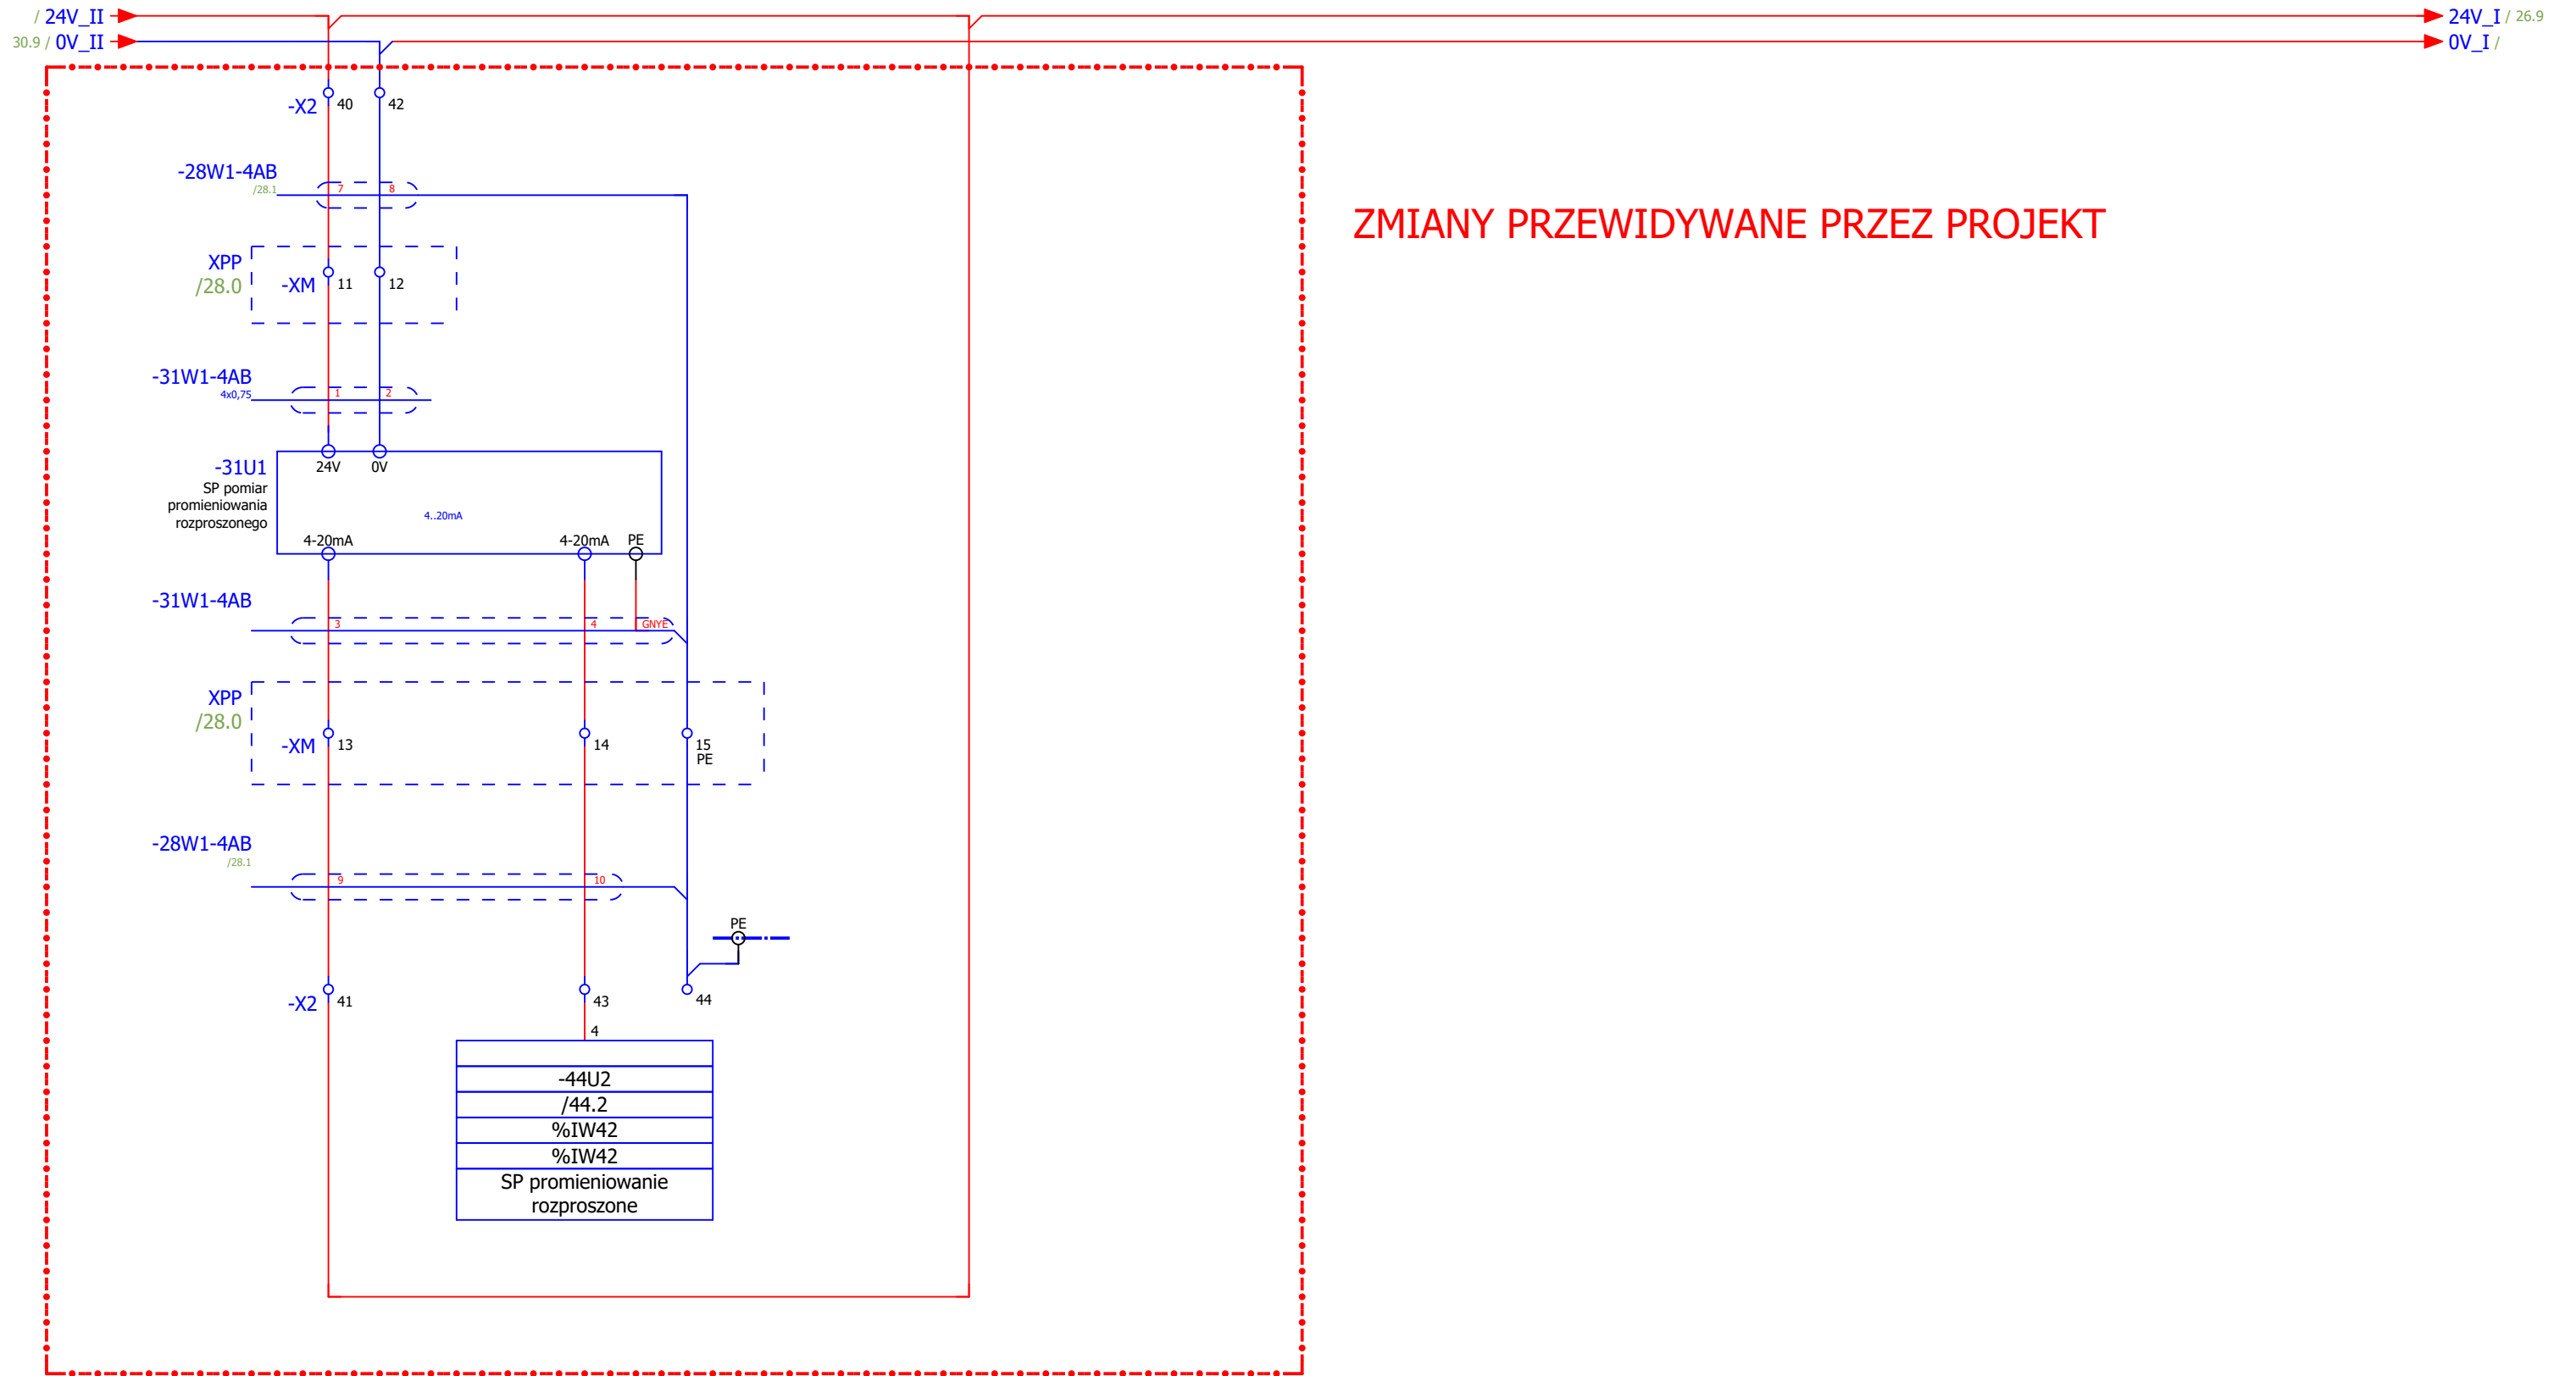 / 24V_II
24V_I / 26.9
30.9 / 0V_II
0V_I /
-X2
40
42
-28W1-4AB
/28.1
7
8
ZMIANY PRZEWIDYWANE PRZEZ PROJEKT
XPP
/28.0
-XM
11
12
-31W1-4AB
4x0,75
1
2
-31U1
SP pomiar
promieniowania
rozproszonego
24V
0V
4..20mA
4-20mA
4-20mA
PE
-31W1-4AB
3
4
GNYE
XPP
/28.0
-XM
13
14
15
PE
-28W1-4AB
/28.1
9
10
PE
-X2
41
43
44
4
-44U2
/44.2
%IW42
%IW42
SP promieniowanie
rozproszone